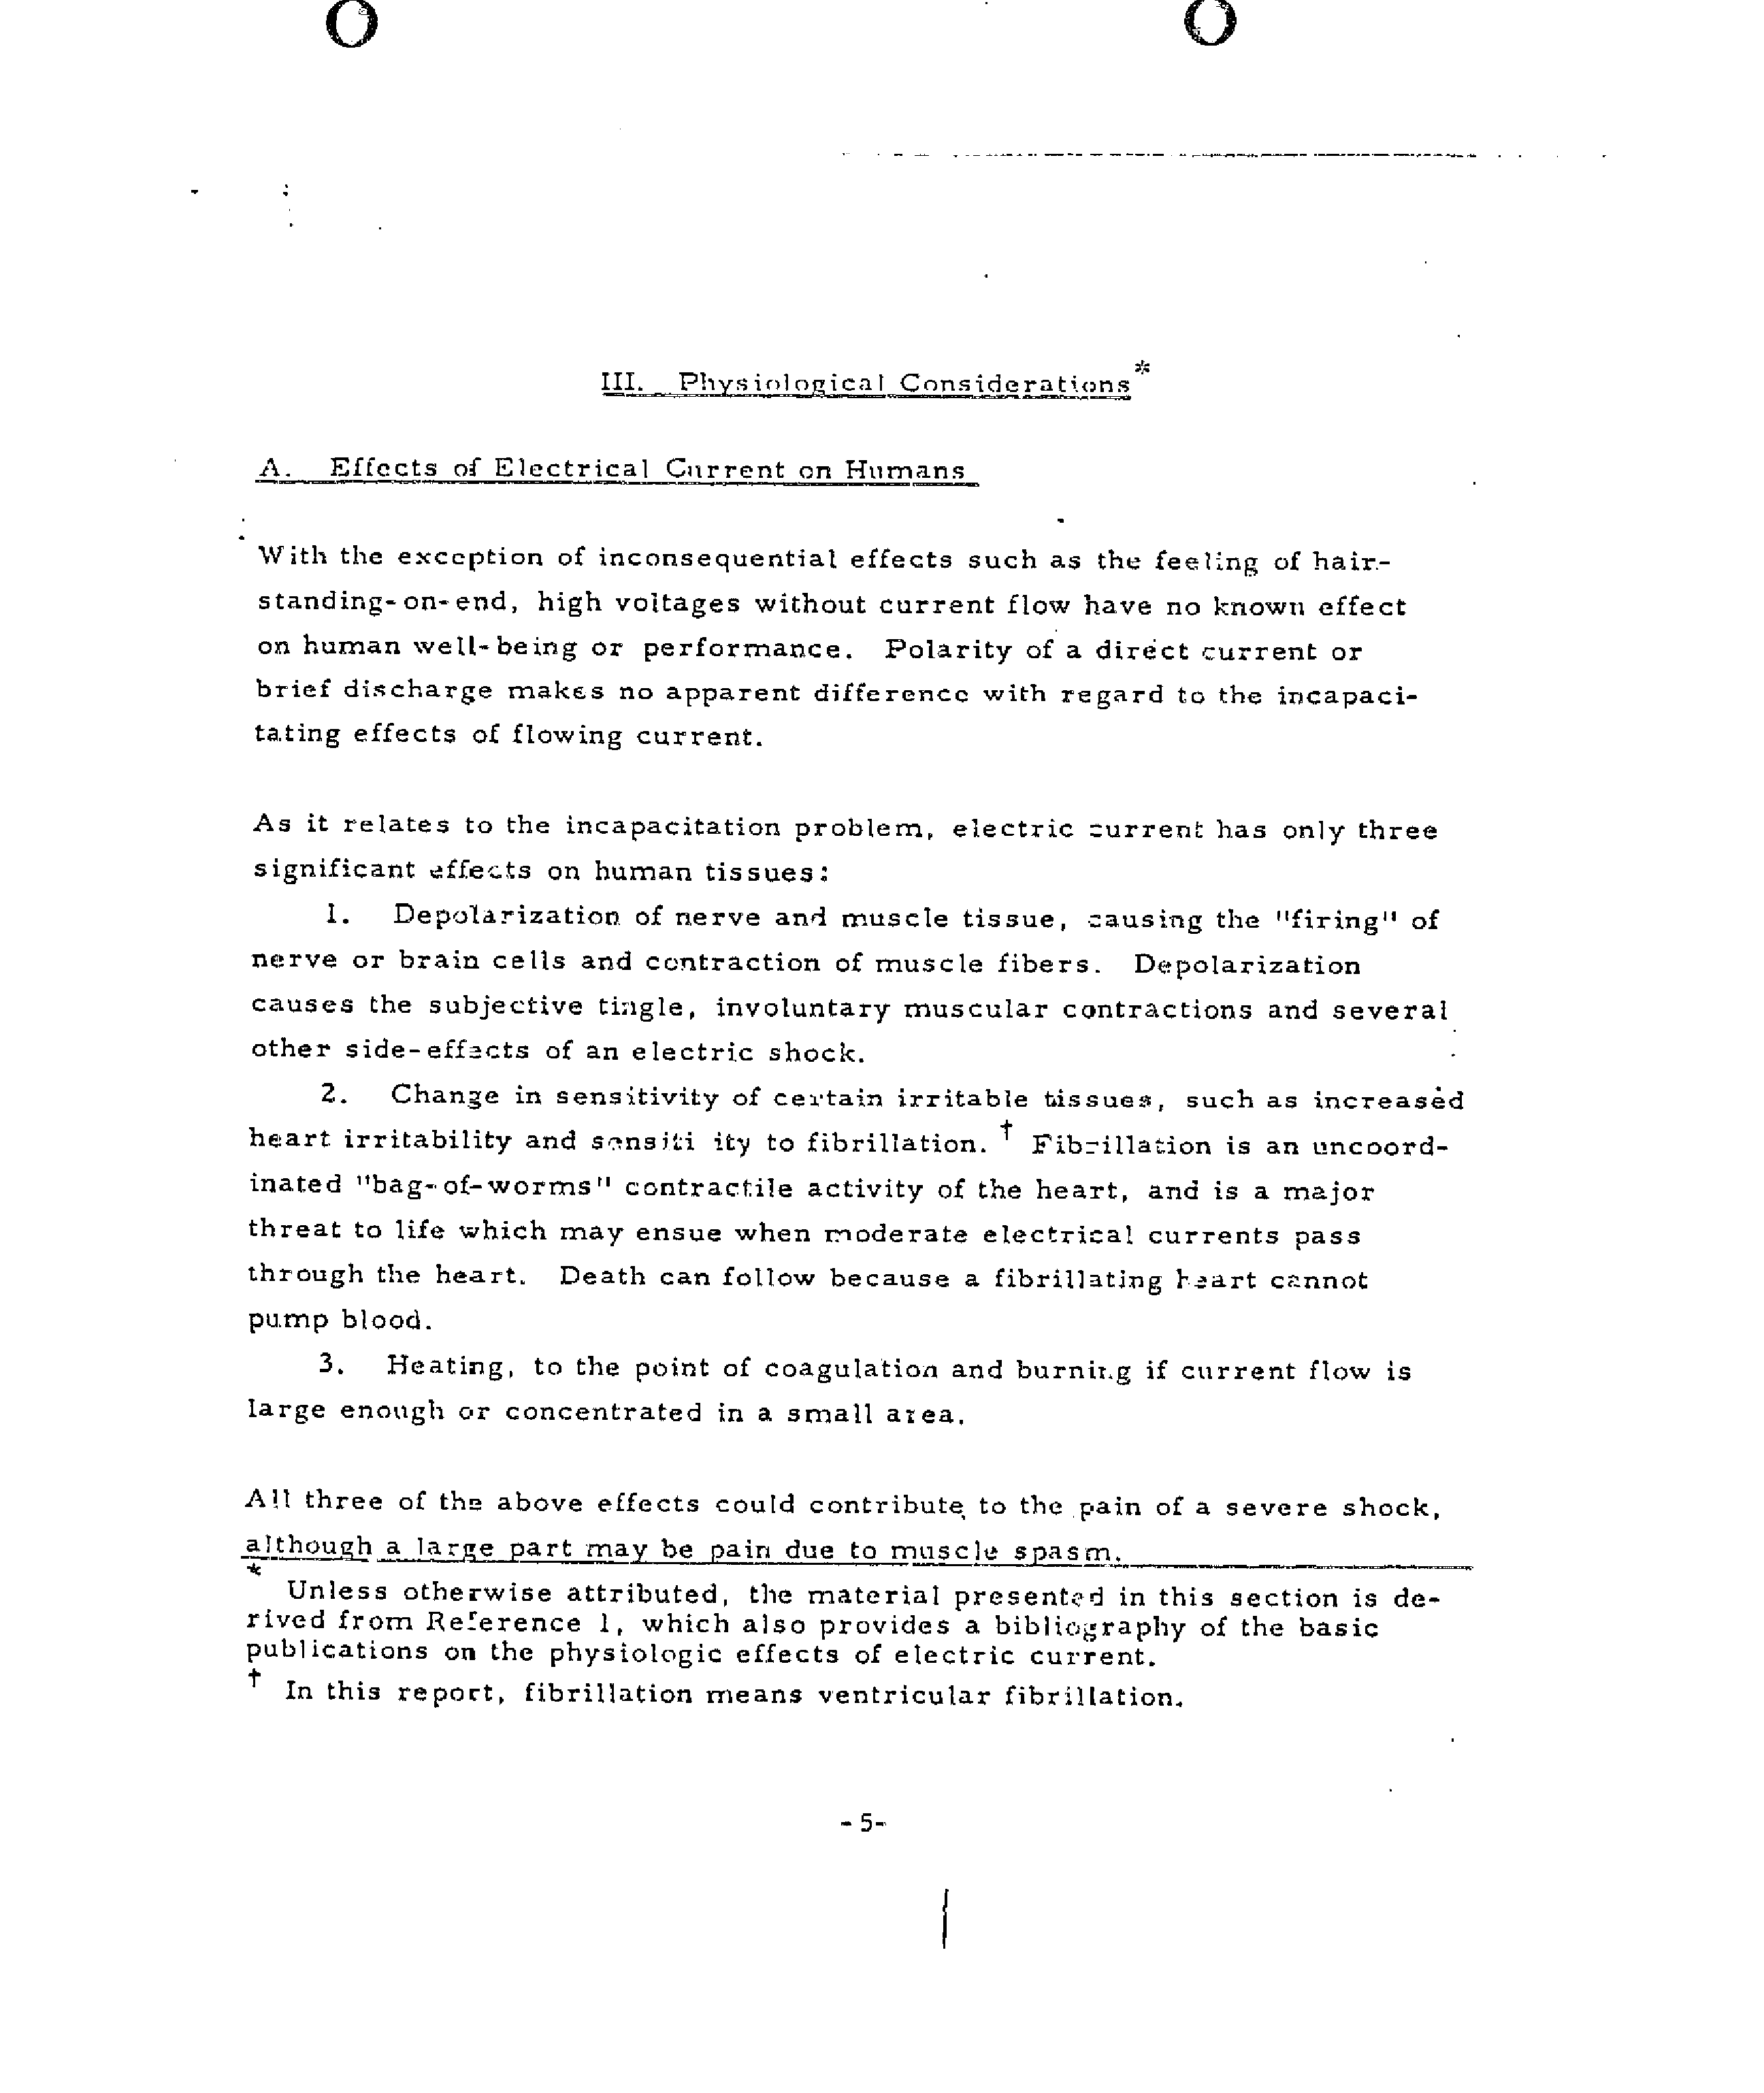 III. Physiological Considerations*
A. Effects of Electrical Current on Humans
With the exception of inconsequential effects such as the feeling of hair-
standing-on-end, high voltages without current flow have no known effect
on human well-being or performance. Polarity of a direct current or
brief discharge makes no apparent difference with regard to the incapaci-
tating effects of flowing current.
As it relates to the incapacitation problem, electric current has only three
significant effects on human tissues:
1. Depolarization of nerve and muscle tissue, causing the "firing" of
nerve or brain cells and contraction of muscle fibers. Depolarization
causes the subjective tingle, involuntary muscular contractions and several
other side-effects of an electric shock.
2. Change in sensitivity of certain irritable tissues, such as increased
heart irritability and sensiti ity to fibrillation. † Fibrillation is an uncoord-
inated "bag-of-worms" contractile activity of the heart, and is a major
threat to life which may ensue when moderate electrical currents pass
through the heart. Death can follow because a fibrillating heart cannot
pump blood.
3. Heating, to the point of coagulation and burning if current flow is
large enough or concentrated in a small area.
All three of the above effects could contribute to the pain of a severe shock,
although a large part may be pain due to muscle spasm.
* Unless otherwise attributed, the material presented in this section is de-
rived from Reference 1, which also provides a bibliography of the basic
publications on the physiologic effects of electric current.
† In this report, fibrillation means ventricular fibrillation.
-5-